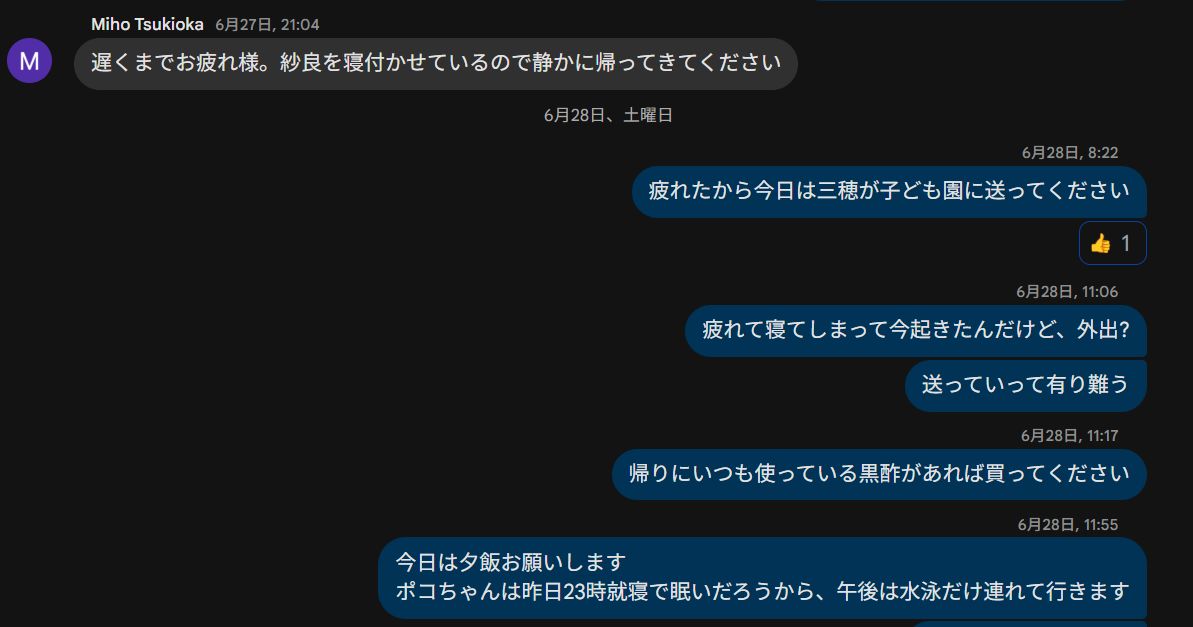 Miho Tsukioka 6月27日, 21:04
M
遅くまでお疲れ様。紗良を寝付かせているので静かに帰ってきてください
6月28日、土曜日
6月28日, 8:22
疲れたから今日は三穂が子ども園に送ってください
👍 1
6月28日, 11:06
疲れて寝てしまって今起きたんだけど、外出?
送っていって有り難う
6月28日, 11:17
帰りにいつも使っている黒酢があれば買ってください
6月28日, 11:55
今日は夕飯お願いします
ポコちゃんは昨日23時就寝で眠いだろうから、午後は水泳だけ連れて行きます